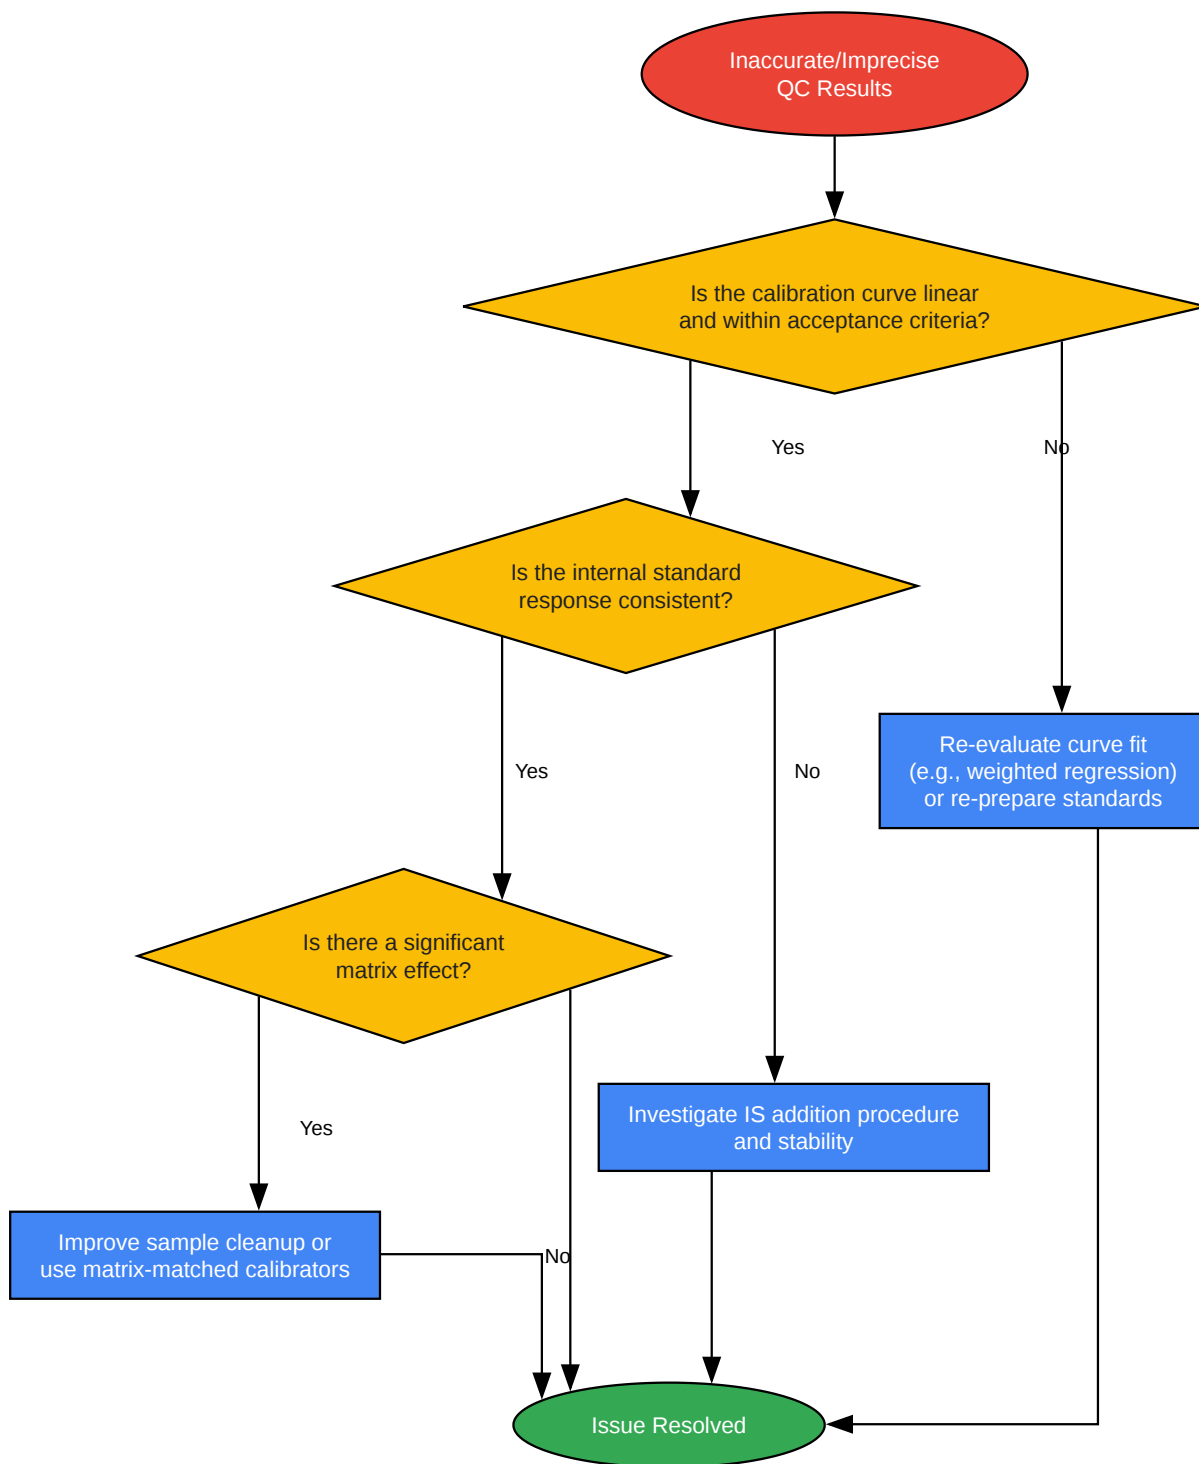 Inaccurate/Imprecise
QC Results
Is the calibration curve linear
and within acceptance criteria?
Yes
No
Is the internal standard
response consistent?
Yes
No
Re-evaluate curve fit
(e.g., weighted regression)
or re-prepare standards
Is there a significant
matrix effect?
Yes
No
Investigate IS addition procedure
and stability
Improve sample cleanup or
use matrix-matched calibrators
Issue Resolved